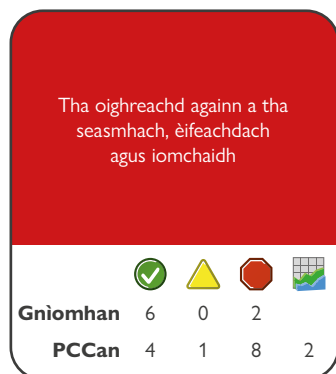 Tha oighreachd againn a tha
seasmhach, èifeachdach
agus iomchaidh
Gnìomhan 6 0 2
PCCan 4 1 8 2